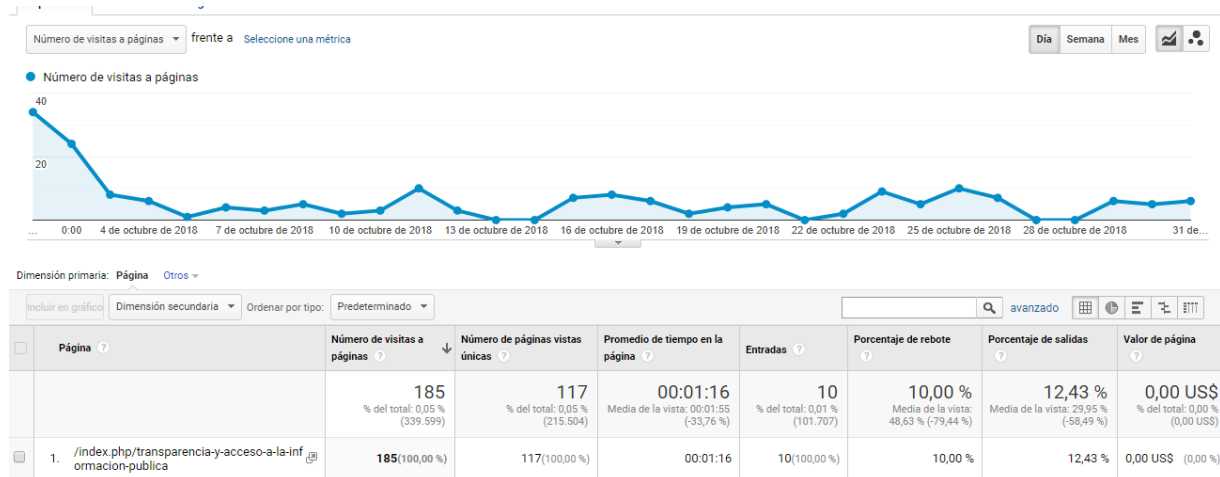 Número de visitas a páginas frente a Seleccione una métrica Día Semana Mes
Número de visitas a páginas
40
20
... 0:00 4 de octubre de 2018 7 de octubre de 2018 10 de octubre de 2018 13 de octubre de 2018 16 de octubre de 2018 19 de octubre de 2018 22 de octubre de 2018 25 de octubre de 2018 28 de octubre de 2018 31 de...
Dimensión primaria: Página Otros
Incluir en gráfico Dimensión secundaria Ordenar por tipo: Predeterminado avanzado
Página ? Número de visitas a páginas ? Número de páginas vistas únicas ? Promedio de tiempo en la página ? Entradas ? Porcentaje de rebote ? Porcentaje de salidas ? Valor de página ?
185 117 00:01:16 10 10,00 % 12,43 % 0,00 US$
% del total: 0,05 % (339.599) % del total: 0,05 % (215.504) Media de la vista: 00:01:55 (-33,76 %) % del total: 0,01 % (101.707) Media de la vista: 48,63 % (-79,44 %) Media de la vista: 29,95 % (-58,49 %) % del total: 0,00 % (0,00 US$)
1. /index.php/transparencia-y-acceso-a-la-inf
ormacion-publica 185(100,00 %) 117(100,00 %) 00:01:16 10(100,00 %) 10,00 % 12,43 % 0,00 US$ (0,00 %)